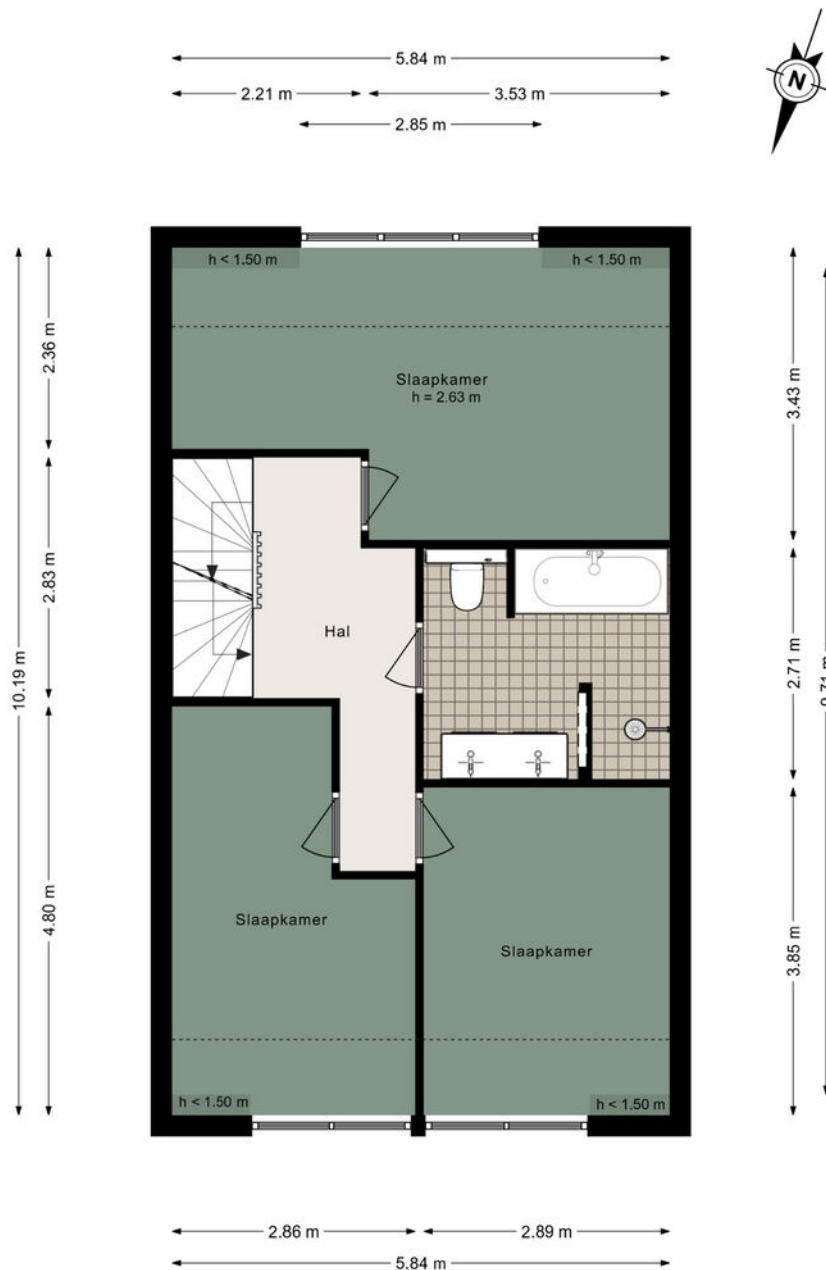 5.84 m
2.21 m
3.53 m
2.85 m
N
h < 1.50 m
h < 1.50 m
2.36 m
3.43 m
Slaapkamer
h = 2.63 m
2.83 m
Hal
10.19 m
2.71 m
4.80 m
Slaapkamer
Slaapkamer
3.85 m
h < 1.50 m
h < 1.50 m
2.86 m
2.89 m
5.84 m